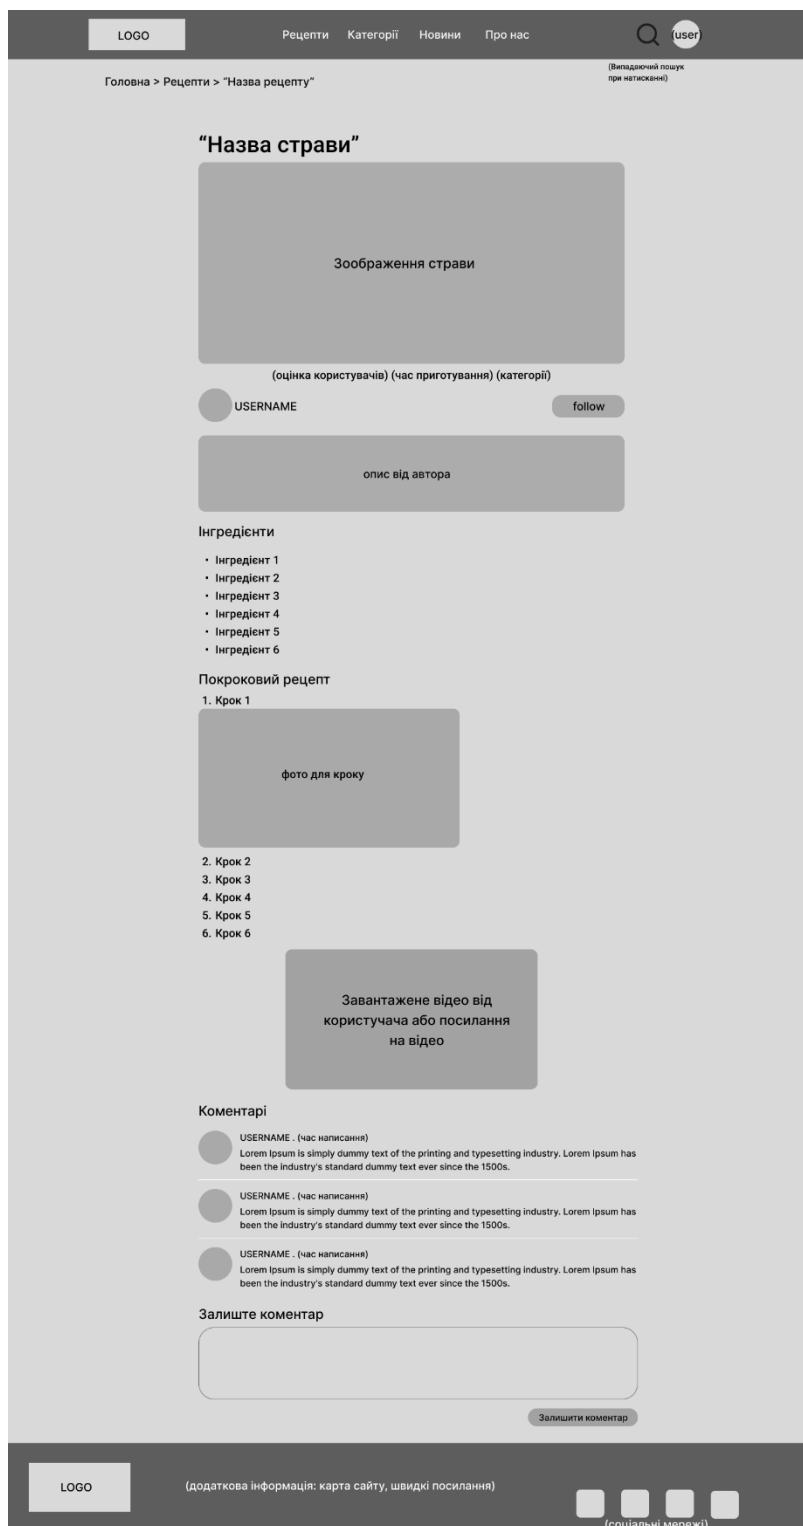 LOGO
Рецепти Категорії Новини Про нас
(user)
(Випадаючий пошук
при натисканні)
Головна > Рецепти > “Назва рецепту”
“Назва страви”
Зоображення страви
(оцінка користувачів) (час приготування) (категорії)
USERNAME
follow
опис від автора
Інгредієнти
• Інгредієнт 1
• Інгредієнт 2
• Інгредієнт 3
• Інгредієнт 4
• Інгредієнт 5
• Інгредієнт 6
Покроковий рецепт
1. Крок 1
фото для кроку
2. Крок 2
3. Крок 3
4. Крок 4
5. Крок 5
6. Крок 6
Завантажене відео від
користучача або посилання
на відео
Коментарі
USERNAME . (час написання)
Lorem Ipsum is simply dummy text of the printing and typesetting industry. Lorem Ipsum has
been the industry's standard dummy text ever since the 1500s.
USERNAME . (час написання)
Lorem Ipsum is simply dummy text of the printing and typesetting industry. Lorem Ipsum has
been the industry's standard dummy text ever since the 1500s.
USERNAME . (час написання)
Lorem Ipsum is simply dummy text of the printing and typesetting industry. Lorem Ipsum has
been the industry's standard dummy text ever since the 1500s.
Залиште коментар
Залишити коментар
LOGO
(додаткова інформація: карта сайту, швидкі посилання)
(соціальні мережі)